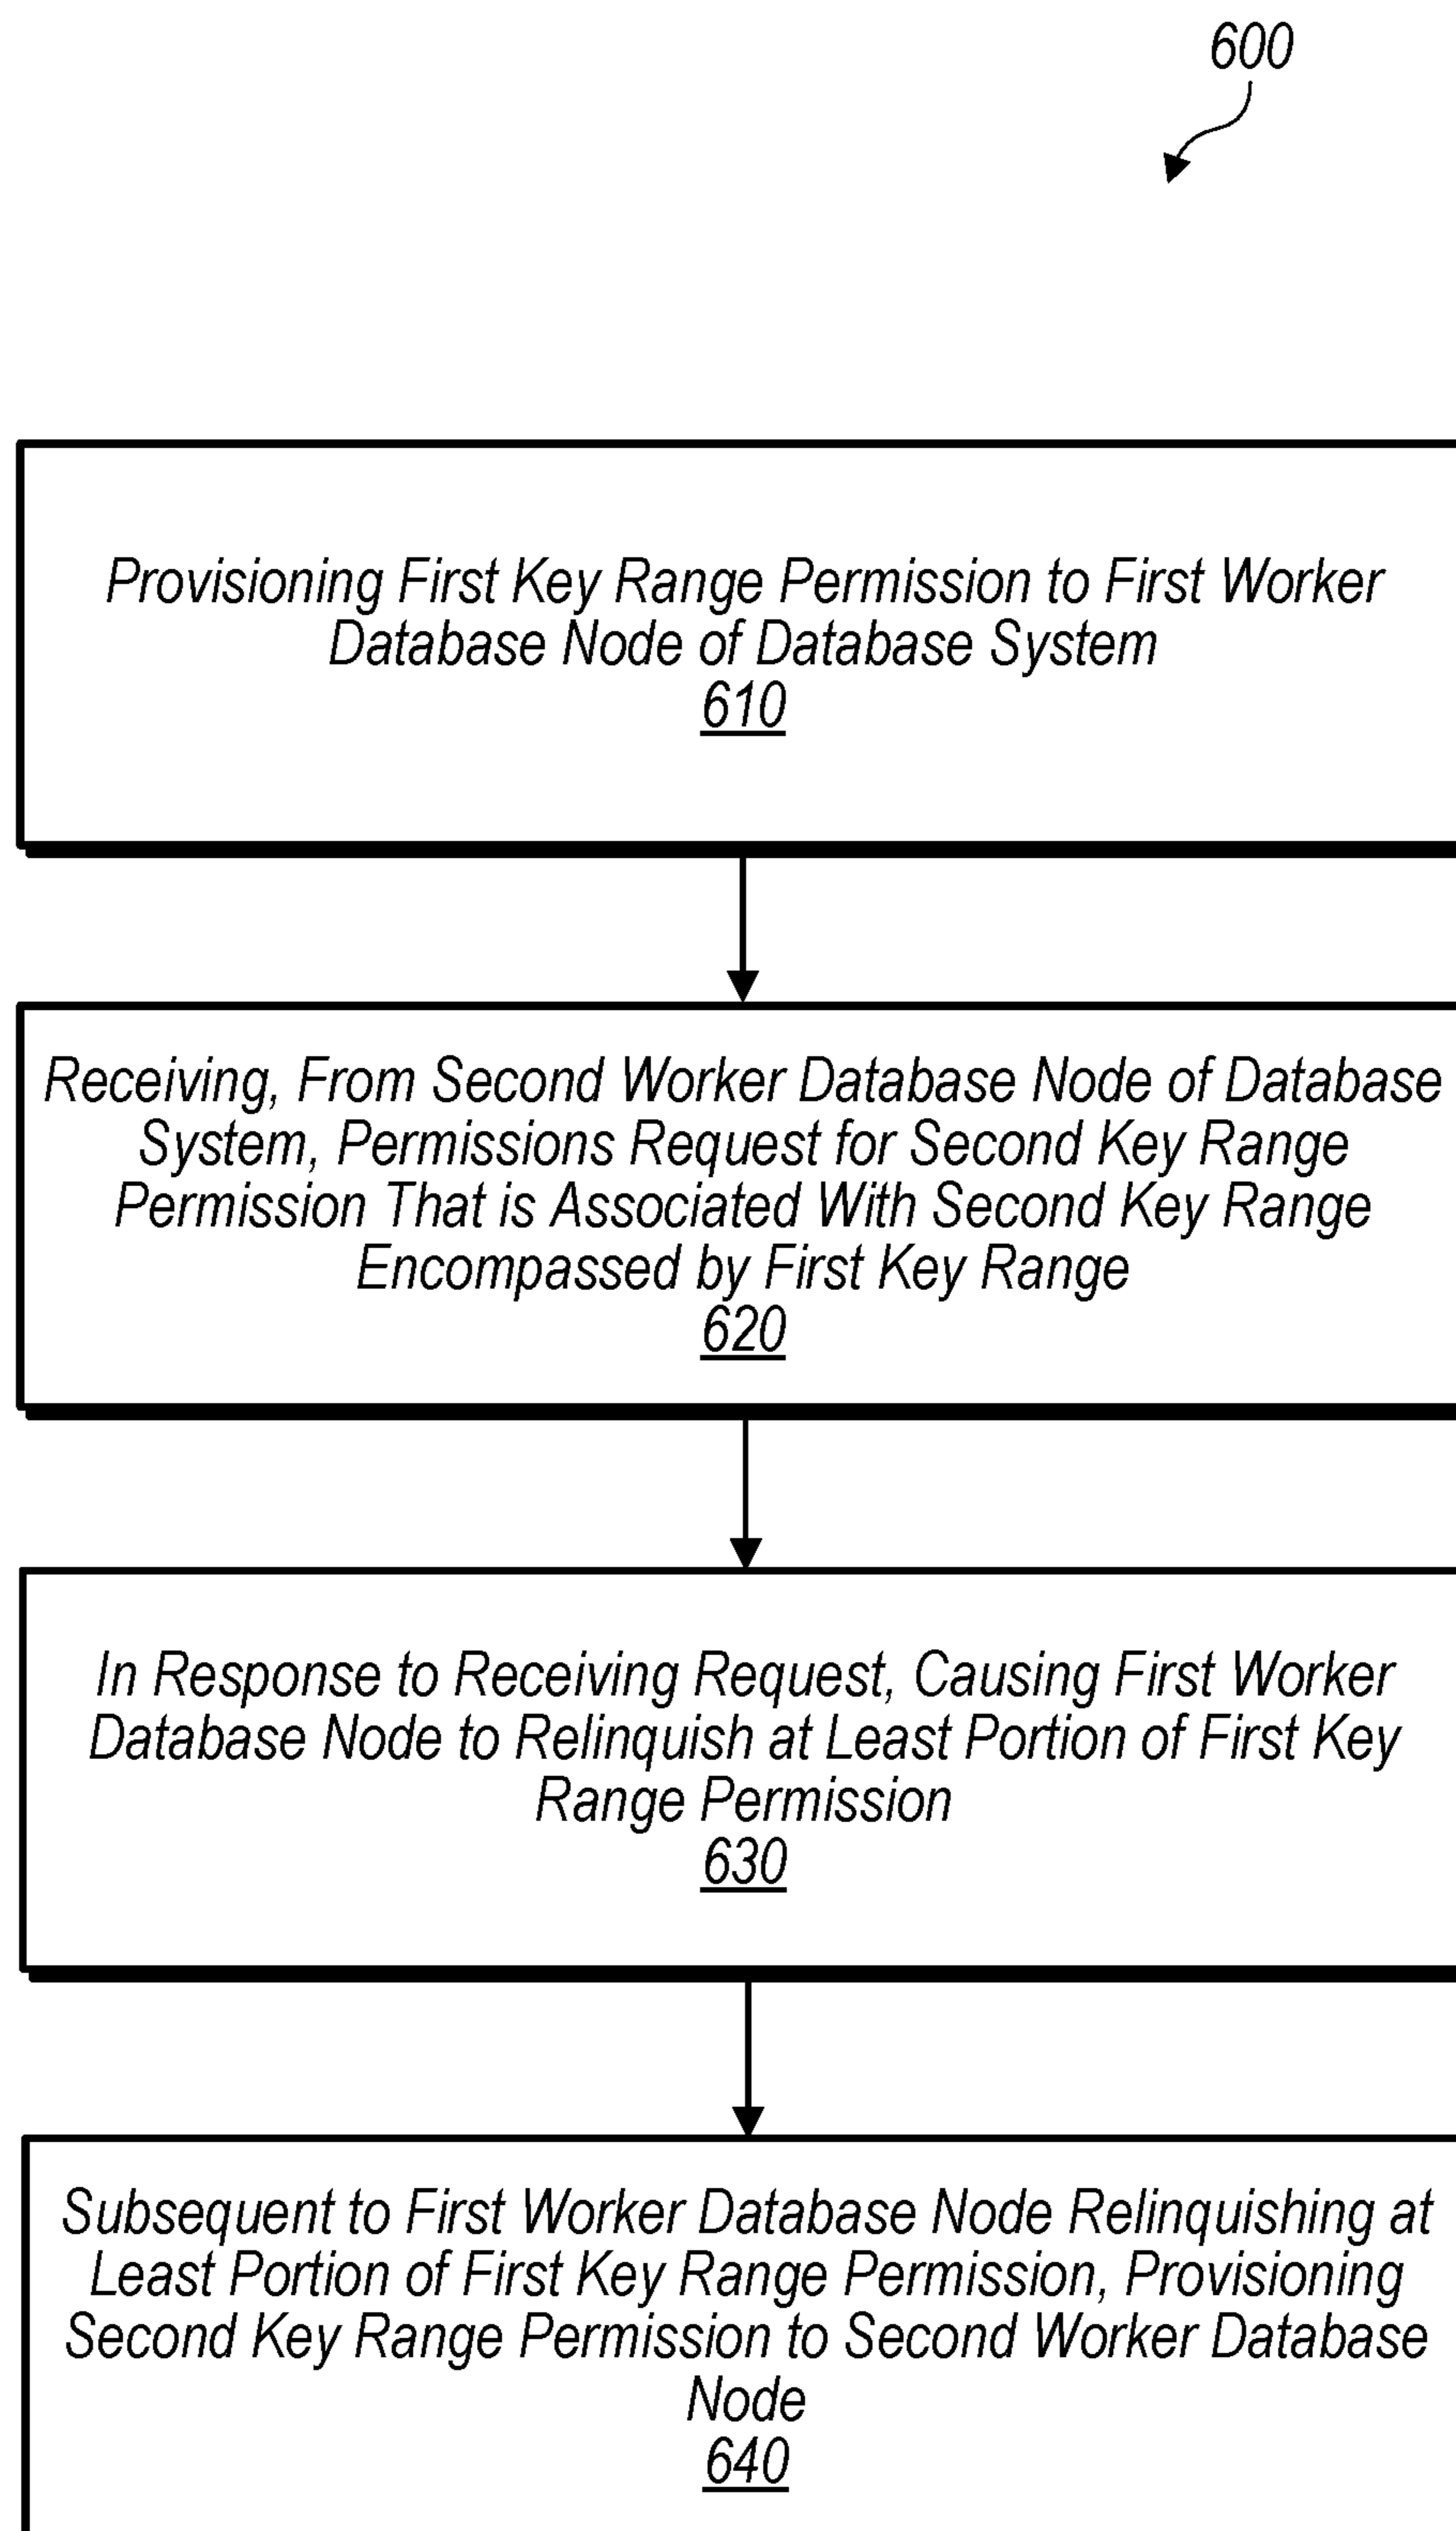 600
Provisioning First Key Range Permission to First Worker
Database Node of Database System
610
Receiving, From Second Worker Database Node of Database
System, Permissions Request for Second Key Range
Permission That is Associated With Second Key Range
Encompassed by First Key Range
620
In Response to Receiving Request, Causing First Worker
Database Node to Relinquish at Least Portion of First Key
Range Permission
630
Subsequent to First Worker Database Node Relinquishing at
Least Portion of First Key Range Permission, Provisioning
Second Key Range Permission to Second Worker Database
Node
640